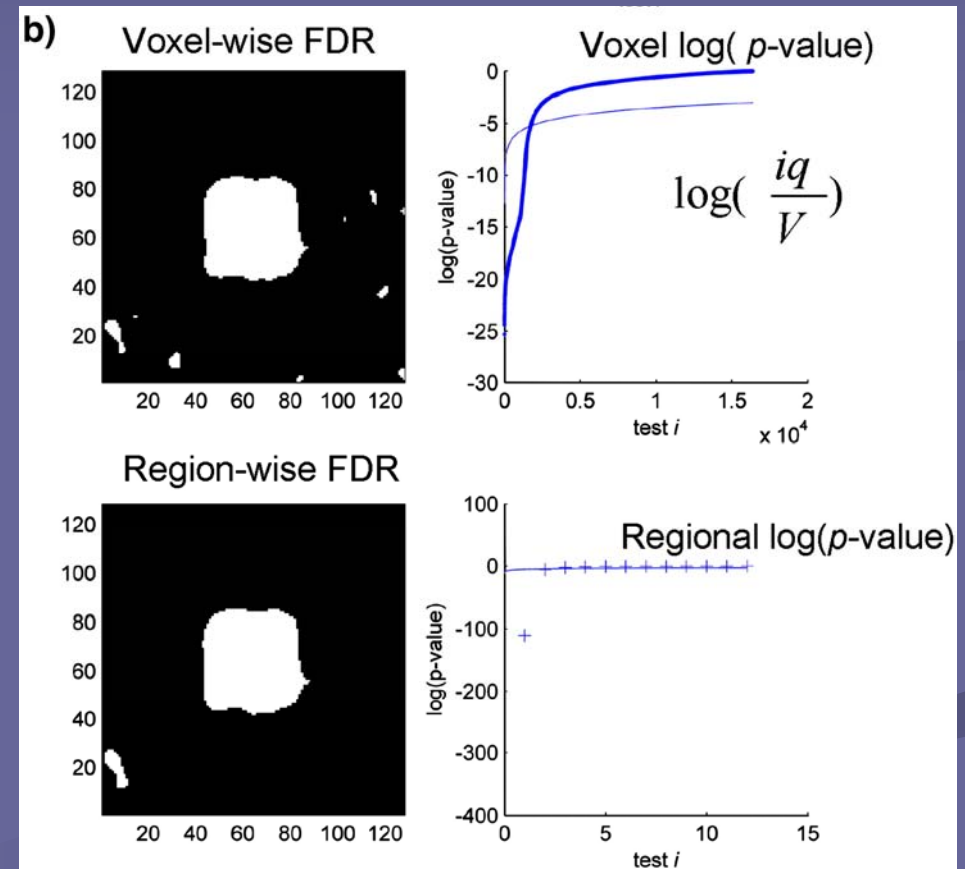 b)
Voxel-wise FDR
120
100
80
60
40
20
20 40 60 80 100 120
Voxel log( p-value)
log(p-value)
0
-5
-10
-15
-20
-25
-30
log( iq / V )
0 0.5 1 1.5 2
test i
x 10^4
Region-wise FDR
120
100
80
60
40
20
20 40 60 80 100 120
Regional log(p-value)
log(p-value)
100
0
-100
-200
-300
-400
0 5 10 15
test i